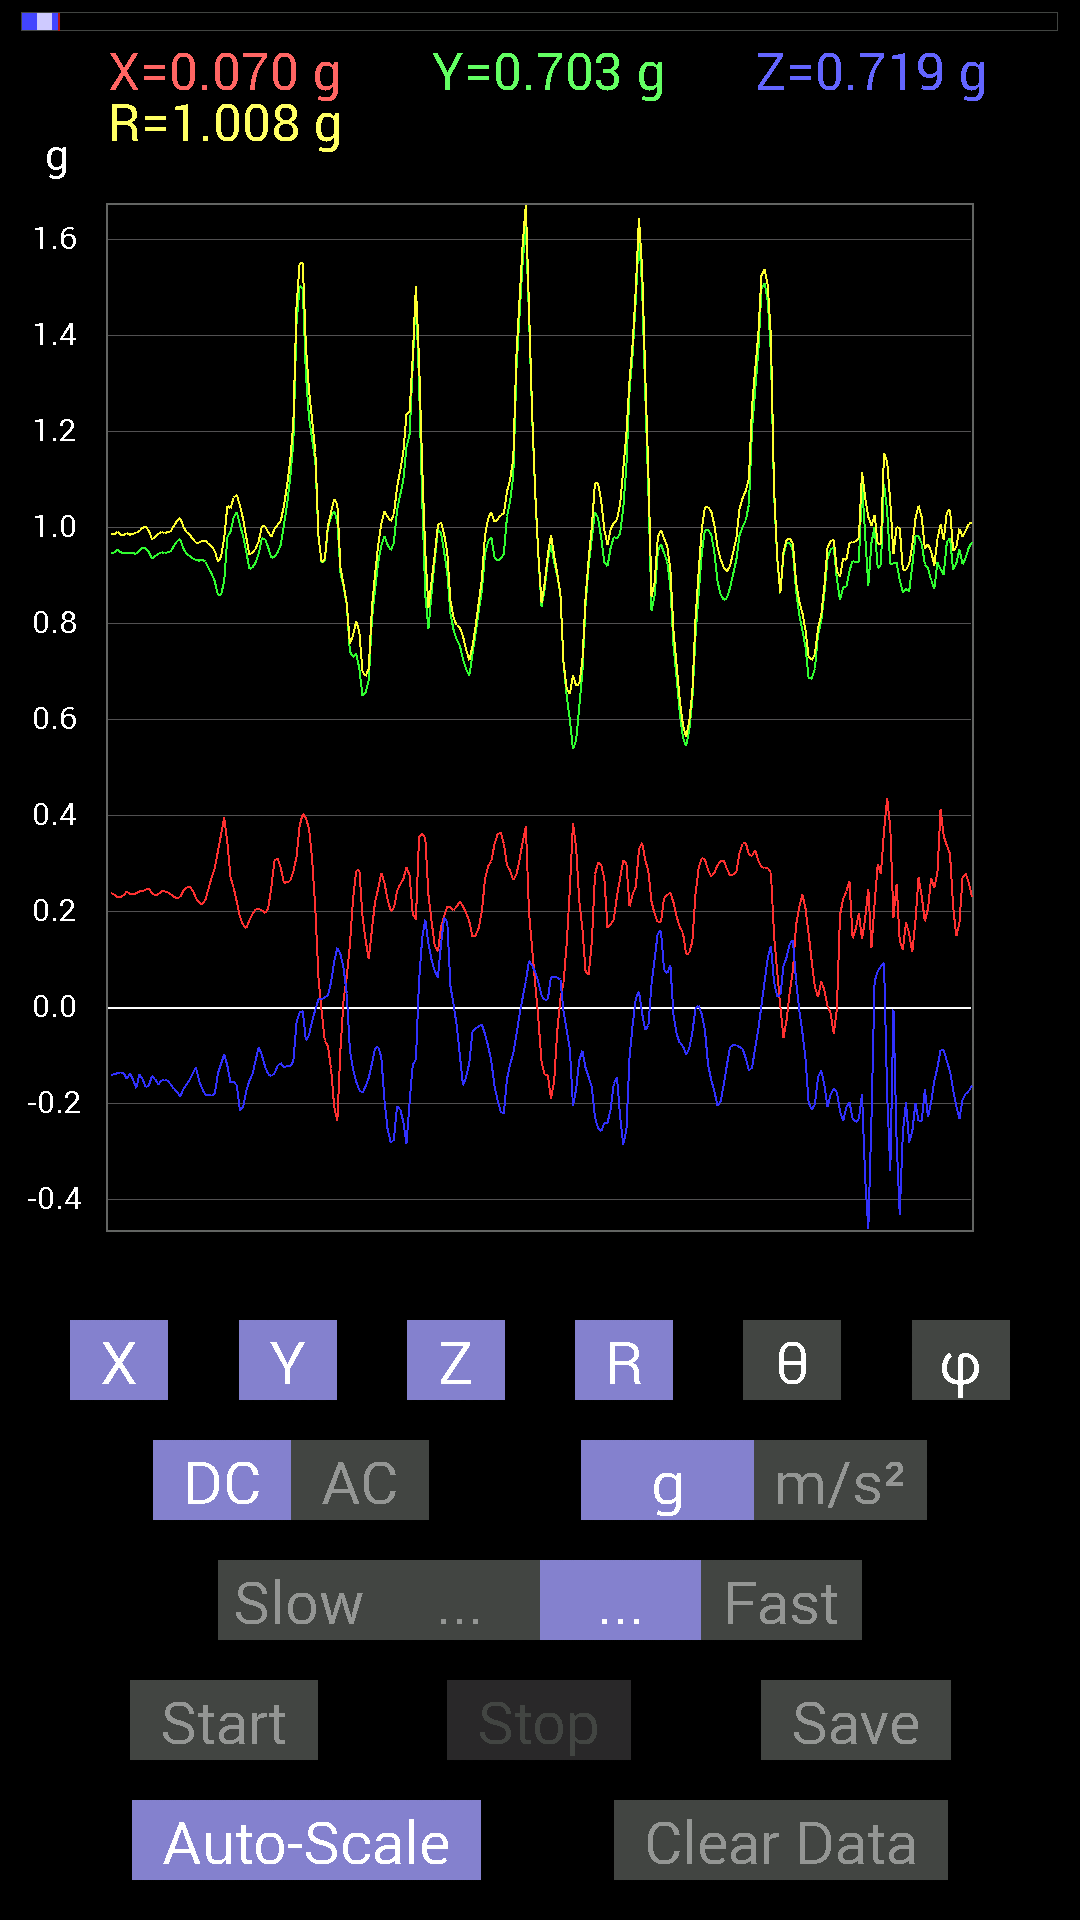 X=0.070 g Y=0.703 g Z=0.719 g
R=1.008 g
g
1.6
1.4
1.2
1.0
0.8
0.6
0.4
0.2
0.0
-0.2
-0.4
X Y Z R θ φ
DC AC g m/s²
Slow ... ... Fast
Start Stop Save
Auto-Scale Clear Data